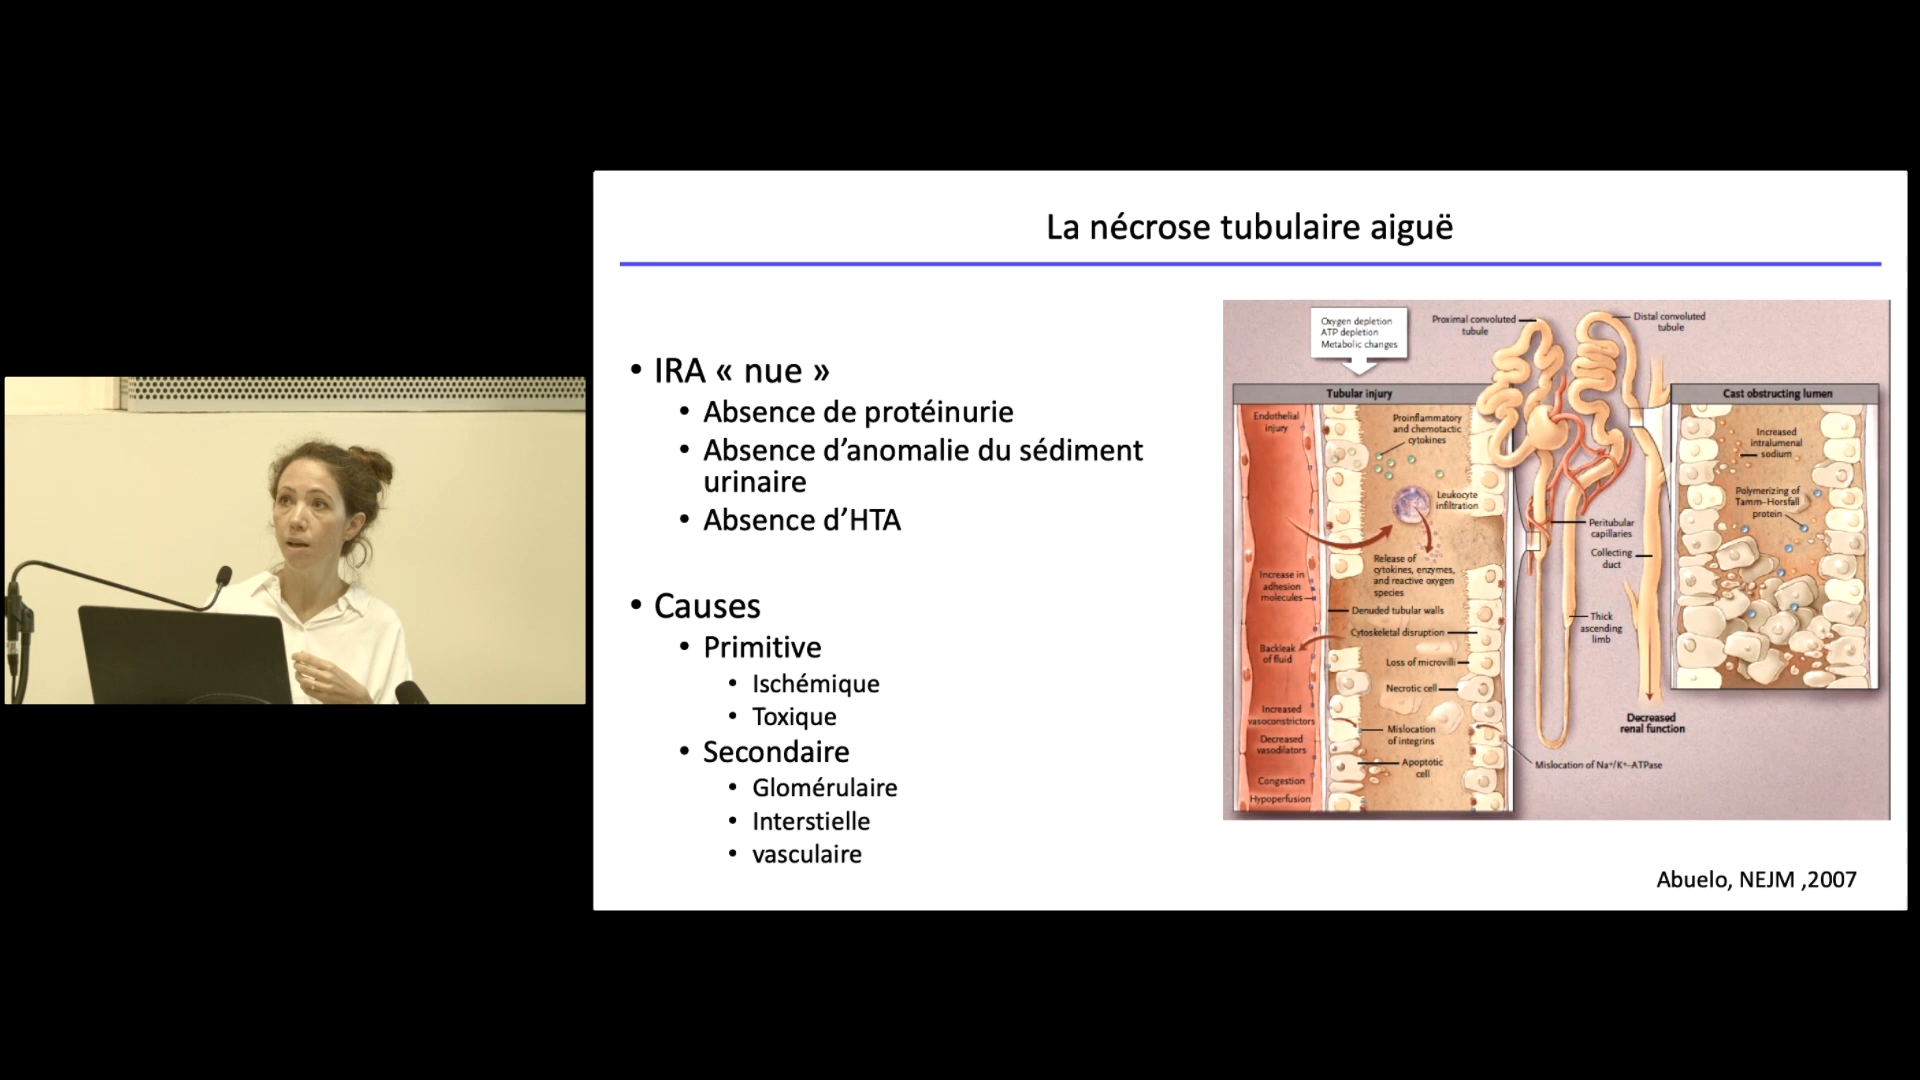 La nécrose tubulaire aiguë
• IRA « nue »
• Absence de protéinurie
• Absence d’anomalie du sédiment
urinaire
• Absence d’HTA
• Causes
• Primitive
• Ischémique
• Toxique
• Secondaire
• Glomérulaire
• Interstielle
• vasculaire
Oxygen depletion
ATP depletion
Metabolic changes
Proximal convoluted
tubule
Distal convoluted
tubule
Tubular injury
Endothelial
injury
Proinflammatory
and chemotactic
cytokines
Leukocyte
infiltration
Release of
cytokines, enzymes,
and reactive oxygen
species
Increase in
adhesion
molecules
Denuded tubular walls
Cytoskeletal disruption
Backleak
of fluid
Loss of microvilli
Necrotic cell
Increased
vasoconstrictors
Decreased
vasodilators
Mislocation
of integrins
Apoptotic
cell
Congestion
Hypoperfusion
Peritubular
capillaries
Collecting
duct
Thick
ascending
limb
Decreased
renal function
Mislocation of Na+/K+-ATPase
Cast obstructing lumen
Increased
intralumenal
sodium
Polymerizing of
Tamm–Horsfall
protein
Abuelo, NEJM ,2007